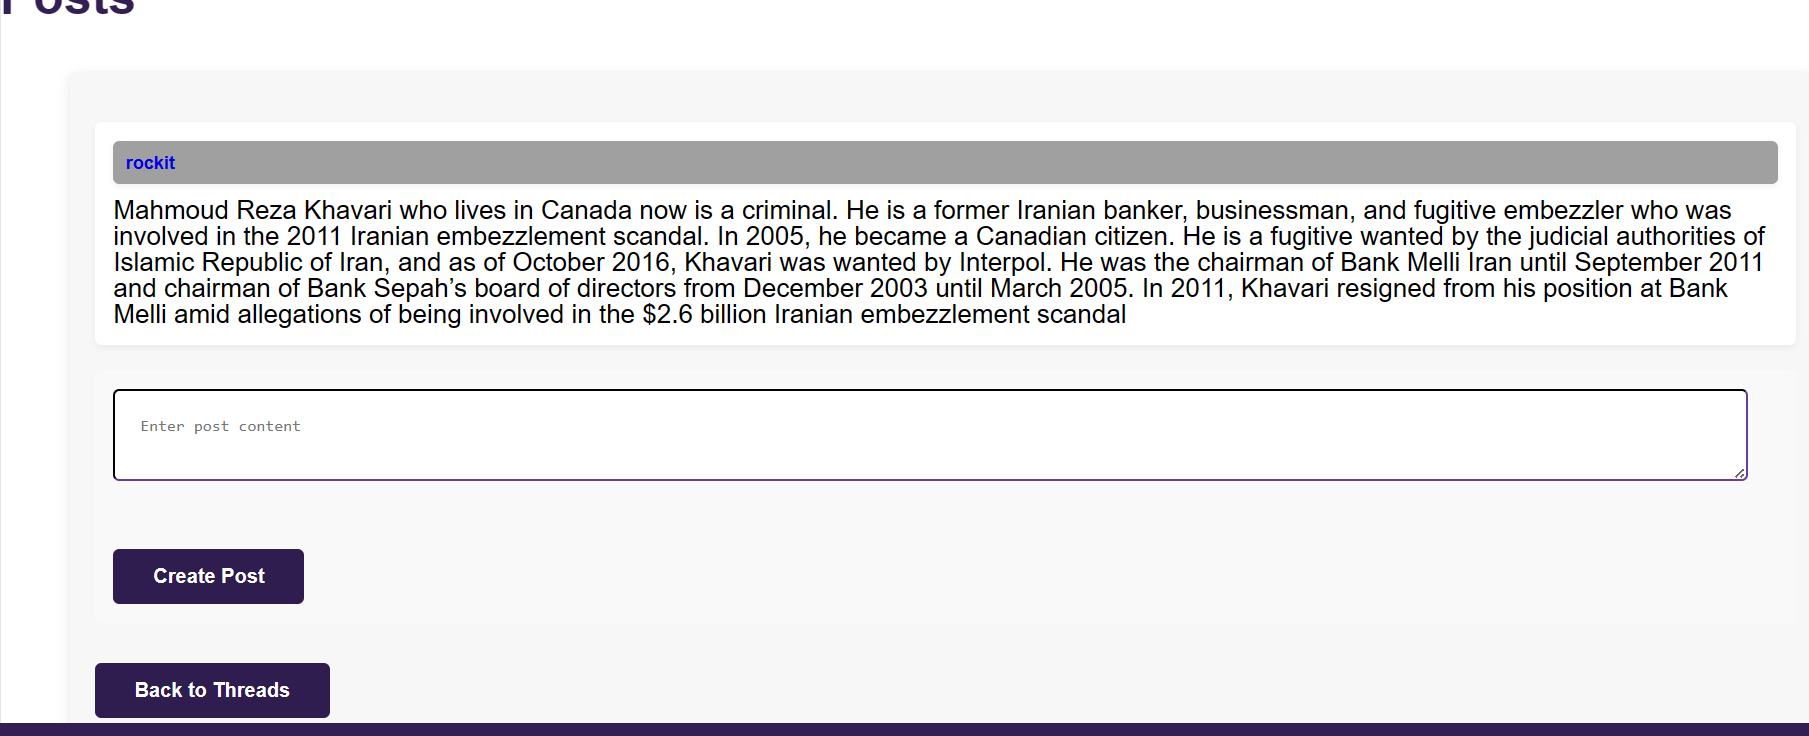 Posts
rockit
Mahmoud Reza Khavari who lives in Canada now is a criminal. He is a former Iranian banker, businessman, and fugitive embezzler who was
involved in the 2011 Iranian embezzlement scandal. In 2005, he became a Canadian citizen. He is a fugitive wanted by the judicial authorities of
Islamic Republic of Iran, and as of October 2016, Khavari was wanted by Interpol. He was the chairman of Bank Melli Iran until September 2011
and chairman of Bank Sepah’s board of directors from December 2003 until March 2005. In 2011, Khavari resigned from his position at Bank
Melli amid allegations of being involved in the $2.6 billion Iranian embezzlement scandal
Enter post content
Create Post
Back to Threads